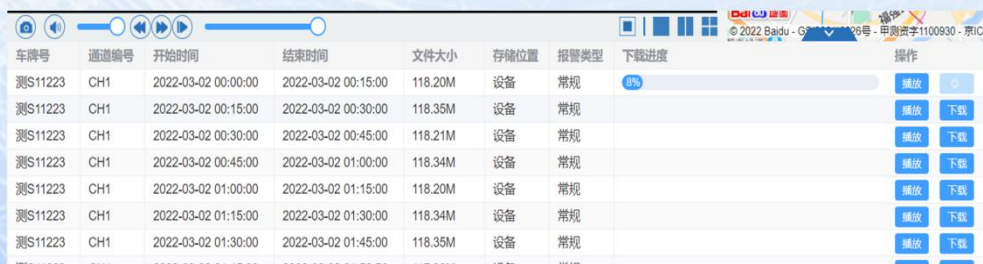 Bai 地图
© 2022 Baidu - GS 26号 - 甲测资字1100930 - 京IC
车牌号 通道编号 开始时间 结束时间 文件大小 存储位置 报警类型 下载进度 操作
测S11223 CH1 2022-03-02 00:00:00 2022-03-02 00:15:00 118.20M 设备 常规 8% 播放
测S11223 CH1 2022-03-02 00:15:00 2022-03-02 00:30:00 118.35M 设备 常规 播放 下载
测S11223 CH1 2022-03-02 00:30:00 2022-03-02 00:45:00 118.21M 设备 常规 播放 下载
测S11223 CH1 2022-03-02 00:45:00 2022-03-02 01:00:00 118.34M 设备 常规 播放 下载
测S11223 CH1 2022-03-02 01:00:00 2022-03-02 01:15:00 118.20M 设备 常规 播放 下载
测S11223 CH1 2022-03-02 01:15:00 2022-03-02 01:30:00 118.34M 设备 常规 播放 下载
测S11223 CH1 2022-03-02 01:30:00 2022-03-02 01:45:00 118.35M 设备 常规 播放 下载